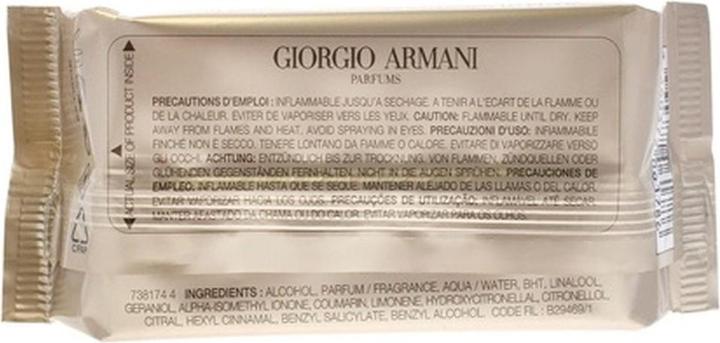 GIORGIO ARMANI
PARFUMS
PRECAUTIONS D'EMPLOI : INFLAMMABLE JUSQU'A SECHAGE. A TENIR A L'ECART DE LA FLAMME OU
DE LA CHALEUR. EVITER DE VAPORISER VERS LES YEUX. CAUTION: FLAMMABLE UNTIL DRY. KEEP
AWAY FROM FLAMES AND HEAT. AVOID SPRAYING IN EYES. PRECAUZIONI D'USO: INFIAMMABILE
FINCHÉ NON È SECCO. TENERE LONTANO DA FIAMME O CALORE. EVITARE DI VAPORIZZARE VERSO
GLI OCCHI. ACHTUNG: ENTZÜNDLICH BIS ZUR TROCKNUNG. VON FLAMMEN, ZÜNDQUELLEN ODER
GLÜHENDEN GEGENSTÄNDEN FERNHALTEN. NICHT IN DIE AUGEN SPRÜHEN. PRECAUCIONES DE
EMPLEO. INFLAMABLE HASTA QUE SE SEQUE. MANTENER ALEJADO DE LAS LLAMAS O DEL CALOR.
EVITAR VAPORIZAR HACIA LOS OJOS. PRECAUÇÕES DE UTILIZAÇÃO: INFLAMÁVEL ATÉ SECAR.
MANTER AFASTADO DA CHAMA OU DO CALOR. EVITAR VAPORIZAR PARA OS OLHOS.
◀ ACTUAL SIZE OF PRODUCT INSIDE ▶
738174 4 INGREDIENTS : ALCOHOL, PARFUM / FRAGRANCE, AQUA / WATER, BHT, LINALOOL,
GERANIOL, ALPHA-ISOMETHYL IONONE, COUMARIN, LIMONENE, HYDROXYCITRONELLAL, CITRONELLOL,
CITRAL, HEXYL CINNAMAL, BENZYL SALICYLATE, BENZYL ALCOHOL. CODE FIL : B29469/1